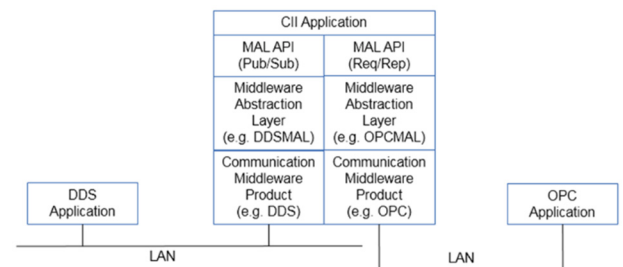 CII Application
MAL API
(Pub/Sub)
MAL API
(Req/Rep)
Middleware
Abstraction
Layer
(e.g. DDSMAL)
Middleware
Abstraction
Layer
(e.g. OPCMAL)
Communication
Middleware
Product
(e.g. DDS)
Communication
Middleware
Product
(e.g. OPC)
DDS
Application
OPC
Application
LAN
LAN